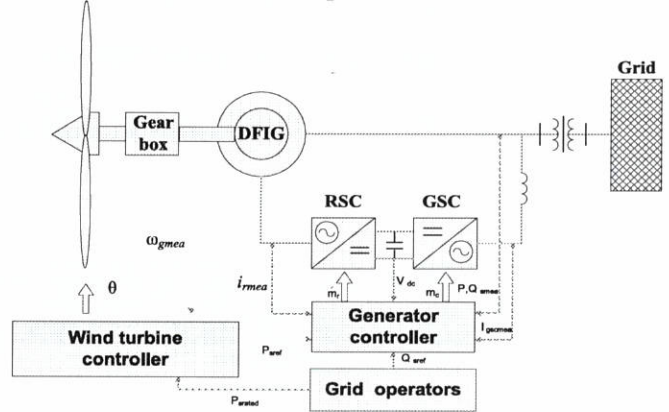 Grid
Gear
box
DFIG
RSC
GSC
ω_gmea
i_rmea
V_dc
θ
m_r
m_c
P,Q_smea
I_gscmea
Wind turbine
controller
Generator
controller
P_sref
Q_sref
P_srated
Grid operators